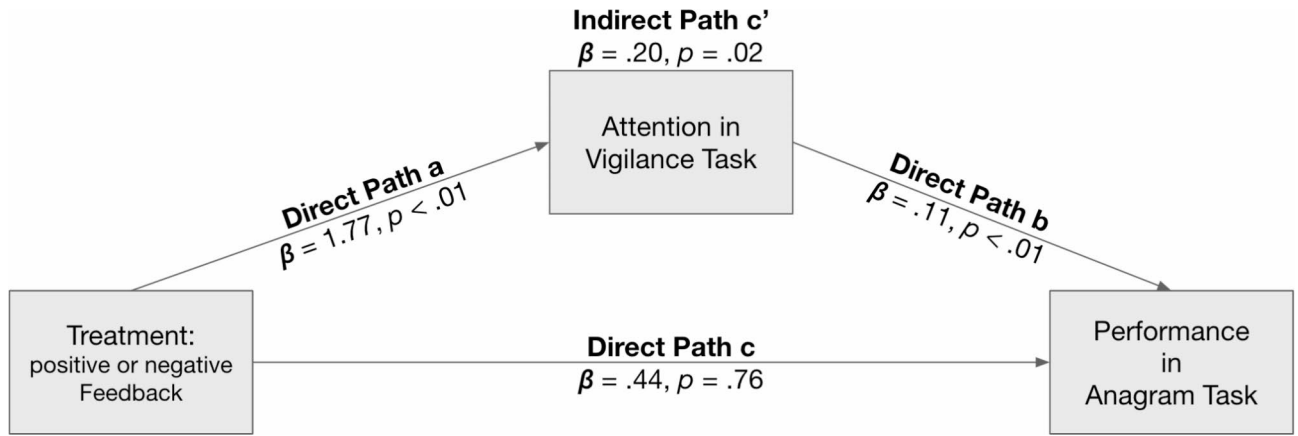 Indirect Path c’
β = .20, p = .02
Attention in
Vigilance Task
Direct Path a
β = 1.77, p < .01
Direct Path b
β = .11, p < .01
Treatment:
positive or negative
Feedback
Direct Path c
β = .44, p = .76
Performance
in
Anagram Task